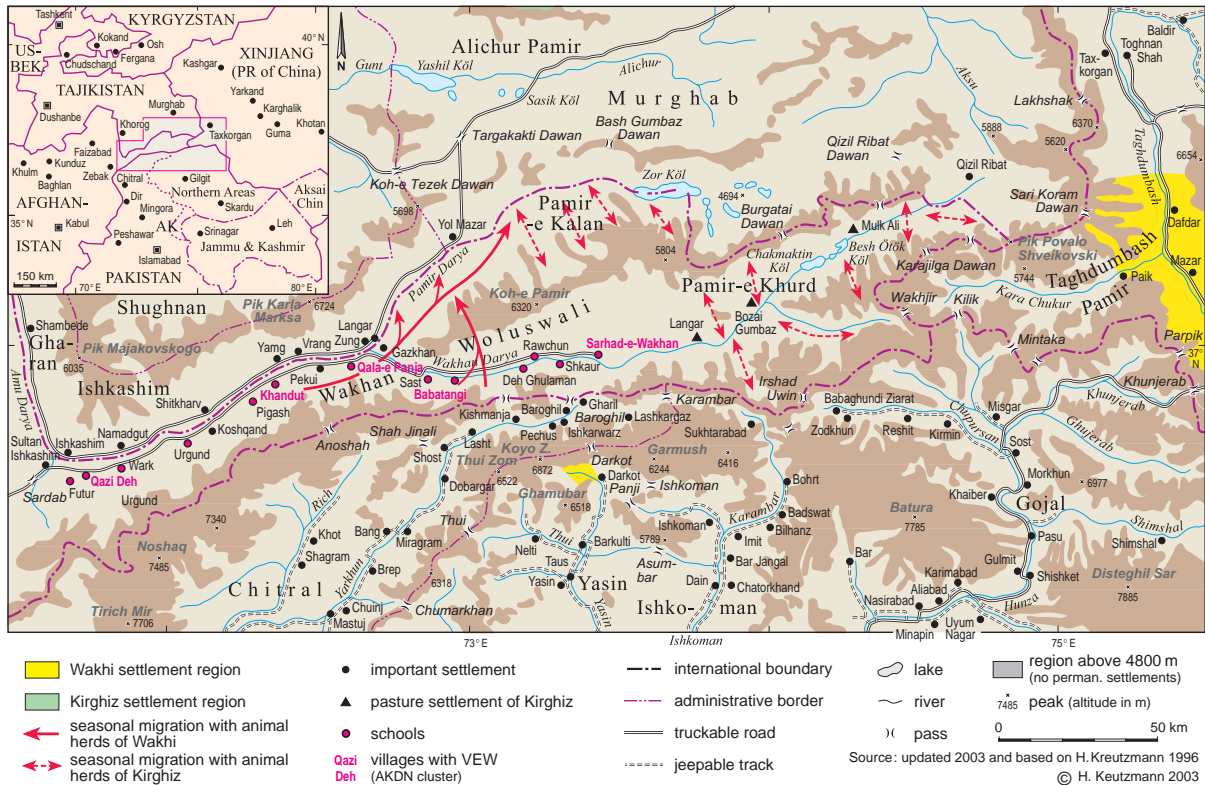 Tashkent
KYRGYZSTAN
US-
BEK.
Kokand
Osh
Chudschand
Fergana
40°N
XINJIANG
(PR of China)
Kashgar
TAJIKISTAN
Dushanbe
Murghab
Yarkand
Karghalik
Guma
Khotan
Khorog
Taxkorgan
Faizabad
Khulm
Kunduz
Zebak
Baghlan
Chitral
Gilgit
Northern Areas
Dir
Mingora
Skardu
Aksai
Chin
AFGHAN-
ISTAN
35°N
Kabul
AK
Leh
Peshawar
Srinagar
Jammu & Kashmir
Islamabad
PAKISTAN
150 km
70°E
80°E
N
Alichur Pamir
Gunt
Yashil Köl
Alichur
Sasik Köl
Murghab
Bash Gumbaz
Dawan
Targakakti Dawan
Koh-e Tezek Dawan
5698
Yol Mazar
Pamir
-e Kalan
Zor Köl
4694
Burgatai
Dawan
5804
Aksu
5888
Qizil Ribat
Dawan
Qizil Ribat
Mulk Ali
Chakmaktin
Köl
Besh Ötök
Köl
Karajilga Dawan
Pamir-e Khurd
Bozai
Gumbaz
Langar
Baldir
Tax-
korgan
Toghnan
Shah
Lakhshak
6370
5620
Taghdumbash
6654
Sari Koram
Dawan
Dafdar
Pik Povalo
Shveikovski
5744
Taghdumbash
Pamir
Mazar
Paik
Kara Chukur
Wakhjir
Kilik
Mintaka
Parpik
37°
N
Khunjerab
Khunjerab
Ghujerab
Shughnan
Pik Karla
Marksa
6724
Shambede
Gha-
ran
Pik Majakovskogo
6035
Amu Darya
Ishkashim
Pamir Darya
Koh-e Pamir
6320
Woluswali
Langar
Zung
Vrang
Yamg
Gazkhan
Pekui
Qala-e Panja
Wakhan
Wakhan Darya
Rawchun
Sarhad-e-Wakhan
Shkaur
Deh Ghulaman
Sast
Babatangi
Khandut
Pigash
Shitkharv
Koshqand
Namadgut
Urgund
Sultan
Ishkashim
Ishkashim
Wark
Qazi Deh
Futur
Sardab
Urgund
7340
Noshaq
7485
Tirich Mir
7706
Anoshah
Shah Jinali
Kishmanja
Lasht
Shost
Baroghil
Pechus
Gharil
Baroghil
Ishkarwarz
Lashkargaz
Karambar
Sukhtarabad
Irshad
Uwin
Koyo Z.
6872
Thui Zom
6522
Darkot
Darkot
Panji
Garmush
6244
6416
Ishkoman
Ghamubar
6518
Dobargar
Rich
Khot
Shagram
Bang
Miragram
Thui
Brep
6318
Yarkhun
Chitral
Chuinj
Mastuj
Chumarkhan
Nelti
Thui
Barkulti
Taus
Yasin
Yasin
Yasin
5789
Asum-
bar
Ishkoman
Dain
Ishko-
man
Ishkoman
Karambar
Bohrt
Badswat
Bilhanz
Imit
Bar Jangal
Chatorkhand
Babaghundi Ziarat
Zodkhun
Reshit
Kirmin
Chapursan
Misgar
Sost
Morkhun
Khaiber
6977
Gojal
Batura
7785
Pasu
Shimshal
Shimshal
Bar
Gulmit
Shishket
Karimabad
Aliabad
Nasirabad
Hunza
Disteghil Sar
7885
Minapin
Uyum
Nagar
73°E
75°E
Wakhi settlement region
Kirghiz settlement region
seasonal migration with animal
herds of Wakhi
seasonal migration with animal
herds of Kirghiz
important settlement
pasture settlement of Kirghiz
schools
Qazi
Deh
villages with VEW
(AKDN cluster)
international boundary
administrative border
truckable road
jeepable track
lake
river
pass
region above 4800 m
(no perman. settlements)
7485
peak (altitude in m)
0
50 km
Source: updated 2003 and based on H.Kreutzmann 1996
© H. Keutzmann 2003